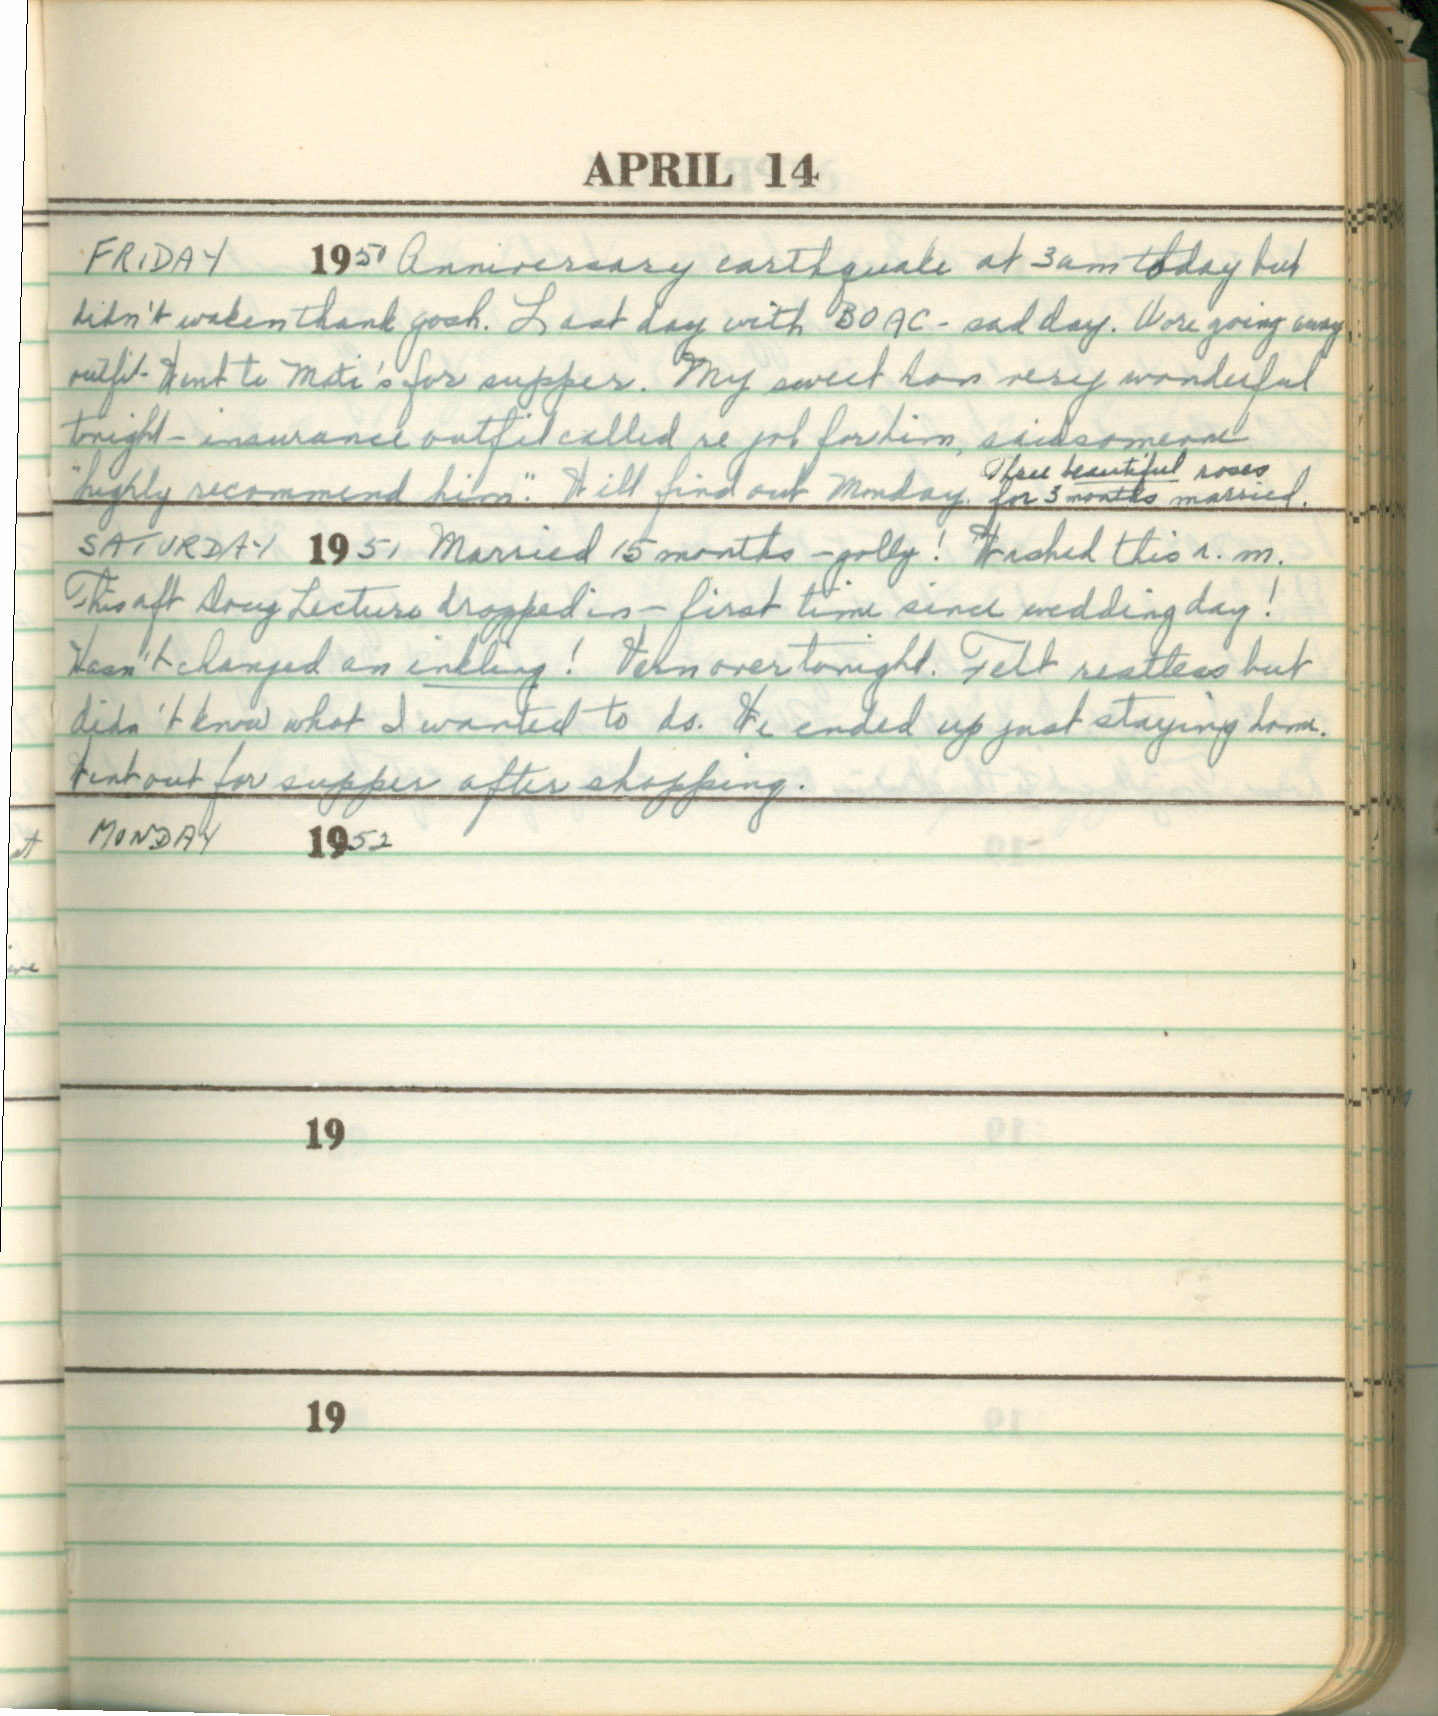 APRIL 14
FRIDAY 1950 Anniversary earthquake at 3am today but
didn't waken thank gosh. Last day with BOAC - sad day. Wore going away
outfit - Went to Moti's for supper. My sweet hon very wonderful
tonight - insurance outfit called re job for him, said someone
"highly recommend him". Will find out Monday. Three beautiful roses
for 3 months married.
SATURDAY 1951 Married 15 months - golly! Washed this a.m.
This aft Doug Lecture dropped in - first time since wedding day!
Hasn't changed an inkling! Vern over tonight. Felt restless but
didn't know what I wanted to do. We ended up just staying home.
Went out for supper after shopping.
MONDAY 1952
19
19